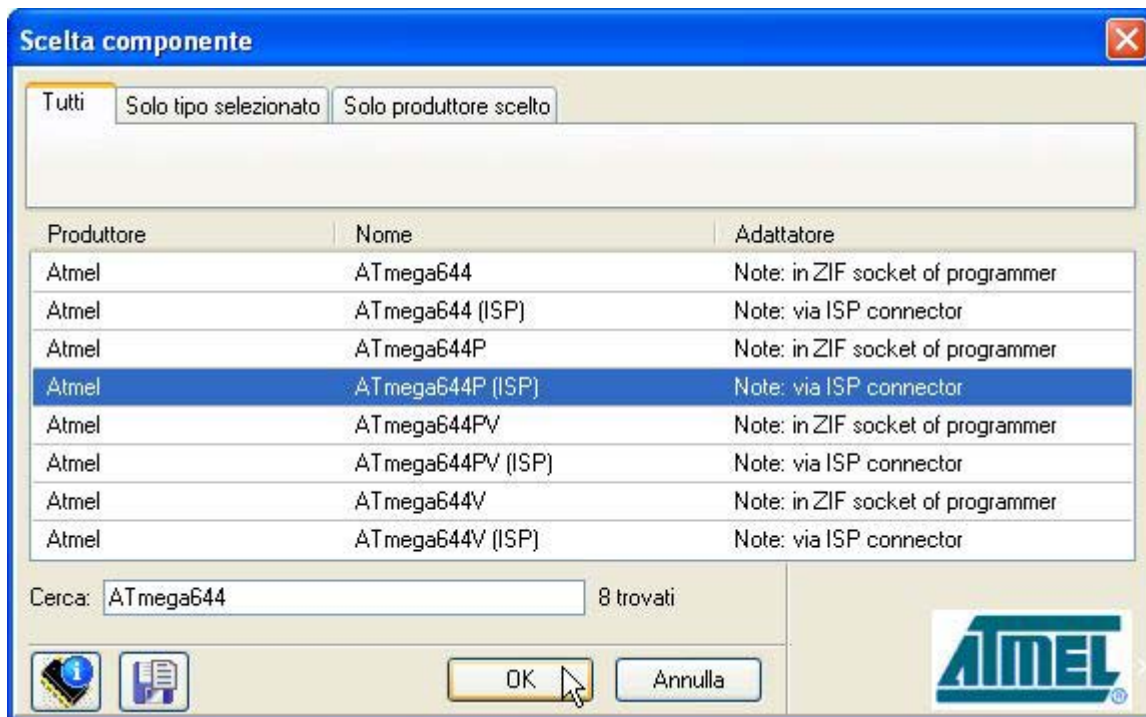 Scelta componente
Tutti Solo tipo selezionato Solo produttore scelto
Produttore Nome Adattatore
Atmel ATmega644 Note: in ZIF socket of programmer
Atmel ATmega644 (ISP) Note: via ISP connector
Atmel ATmega644P Note: in ZIF socket of programmer
Atmel ATmega644P (ISP) Note: via ISP connector
Atmel ATmega644PV Note: in ZIF socket of programmer
Atmel ATmega644PV (ISP) Note: via ISP connector
Atmel ATmega644V Note: in ZIF socket of programmer
Atmel ATmega644V (ISP) Note: via ISP connector
Cerca: ATmega644 8 trovati
OK Annulla ATMEL®